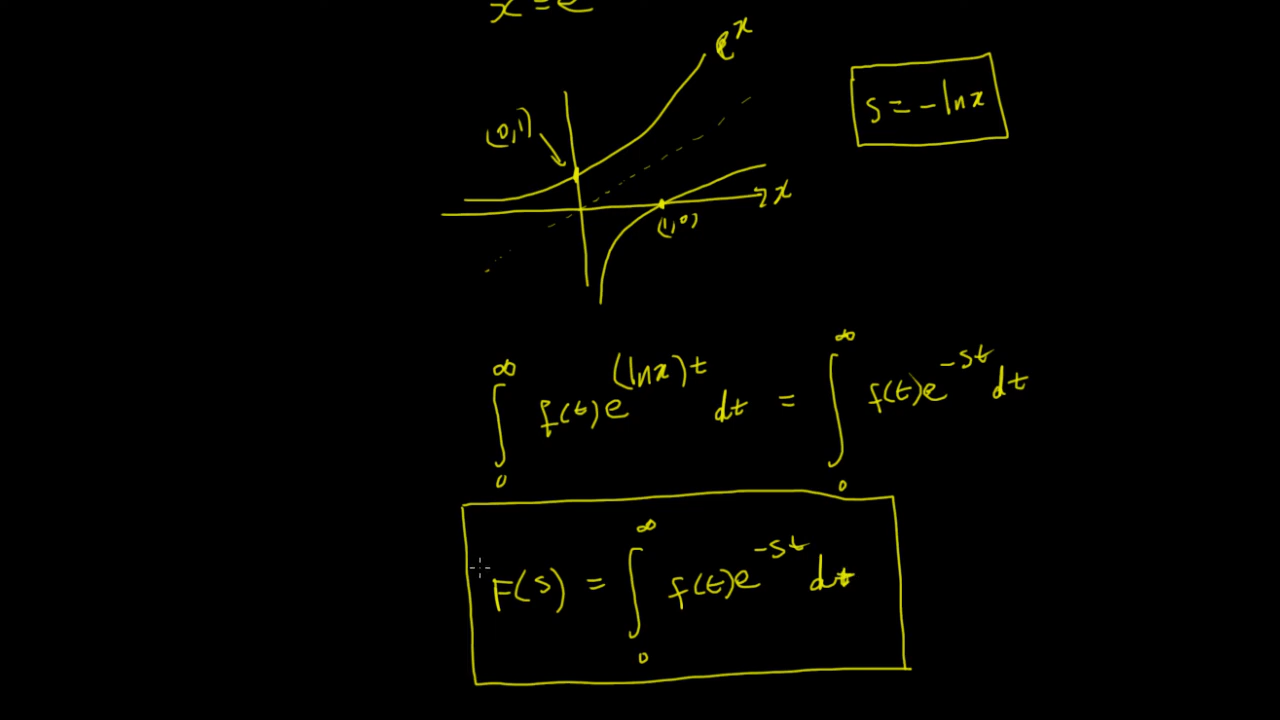 x = e
e^x
s = -ln x
(0,1)
x
(1,0)
∫₀^∞ f(t)e^{(ln x)t} dt = ∫₀^∞ f(t)e^{-st} dt
F(s) = ∫₀^∞ f(t)e^{-st} dt